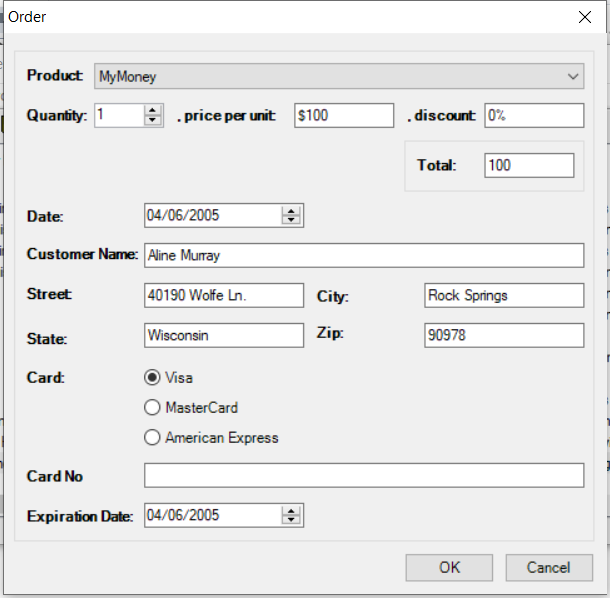 Order
Product: MyMoney
Quantity: 1 , price per unit: $100 , discount: 0%
Total: 100
Date: 04/06/2005
Customer Name: Aline Murray
Street: 40190 Wolfe Ln. City: Rock Springs
State: Wisconsin Zip: 90978
Card: Visa
MasterCard
American Express
Card No
Expiration Date: 04/06/2005
OK Cancel